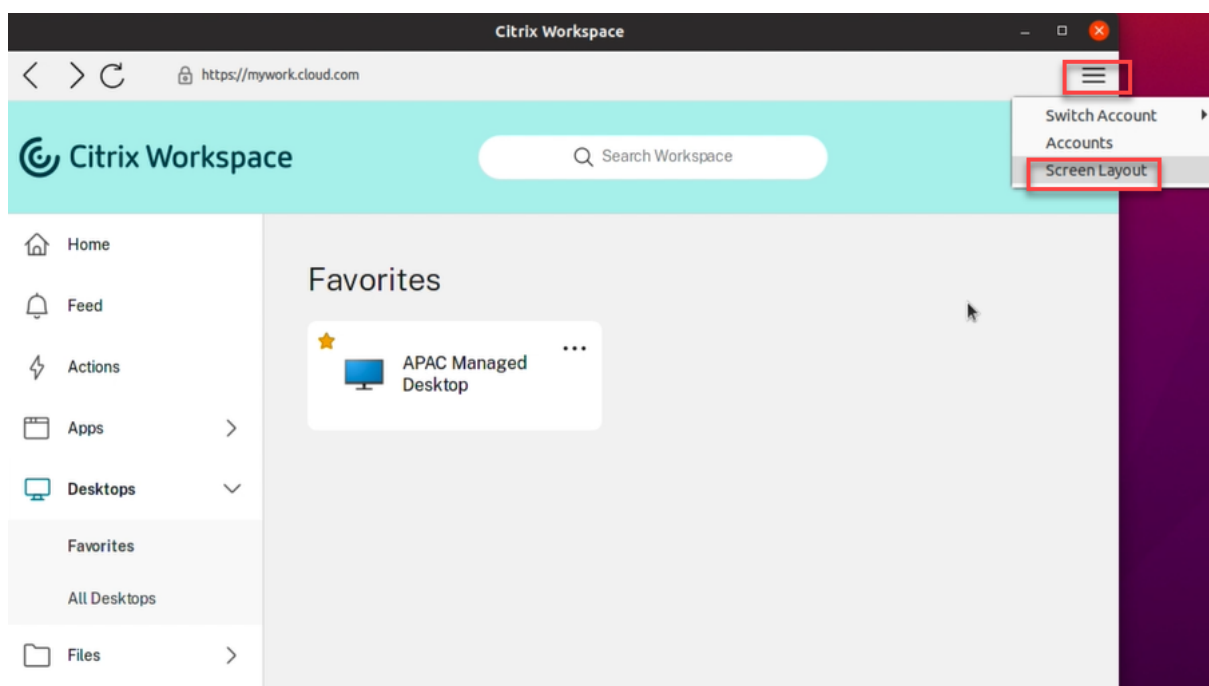 Citrix Workspace
https://mywork.cloud.com
Switch Account
Accounts
Screen Layout
Citrix Workspace
Search Workspace
Home
Feed
Actions
Apps
Desktops
Favorites
All Desktops
Files
Favorites
APAC Managed
Desktop